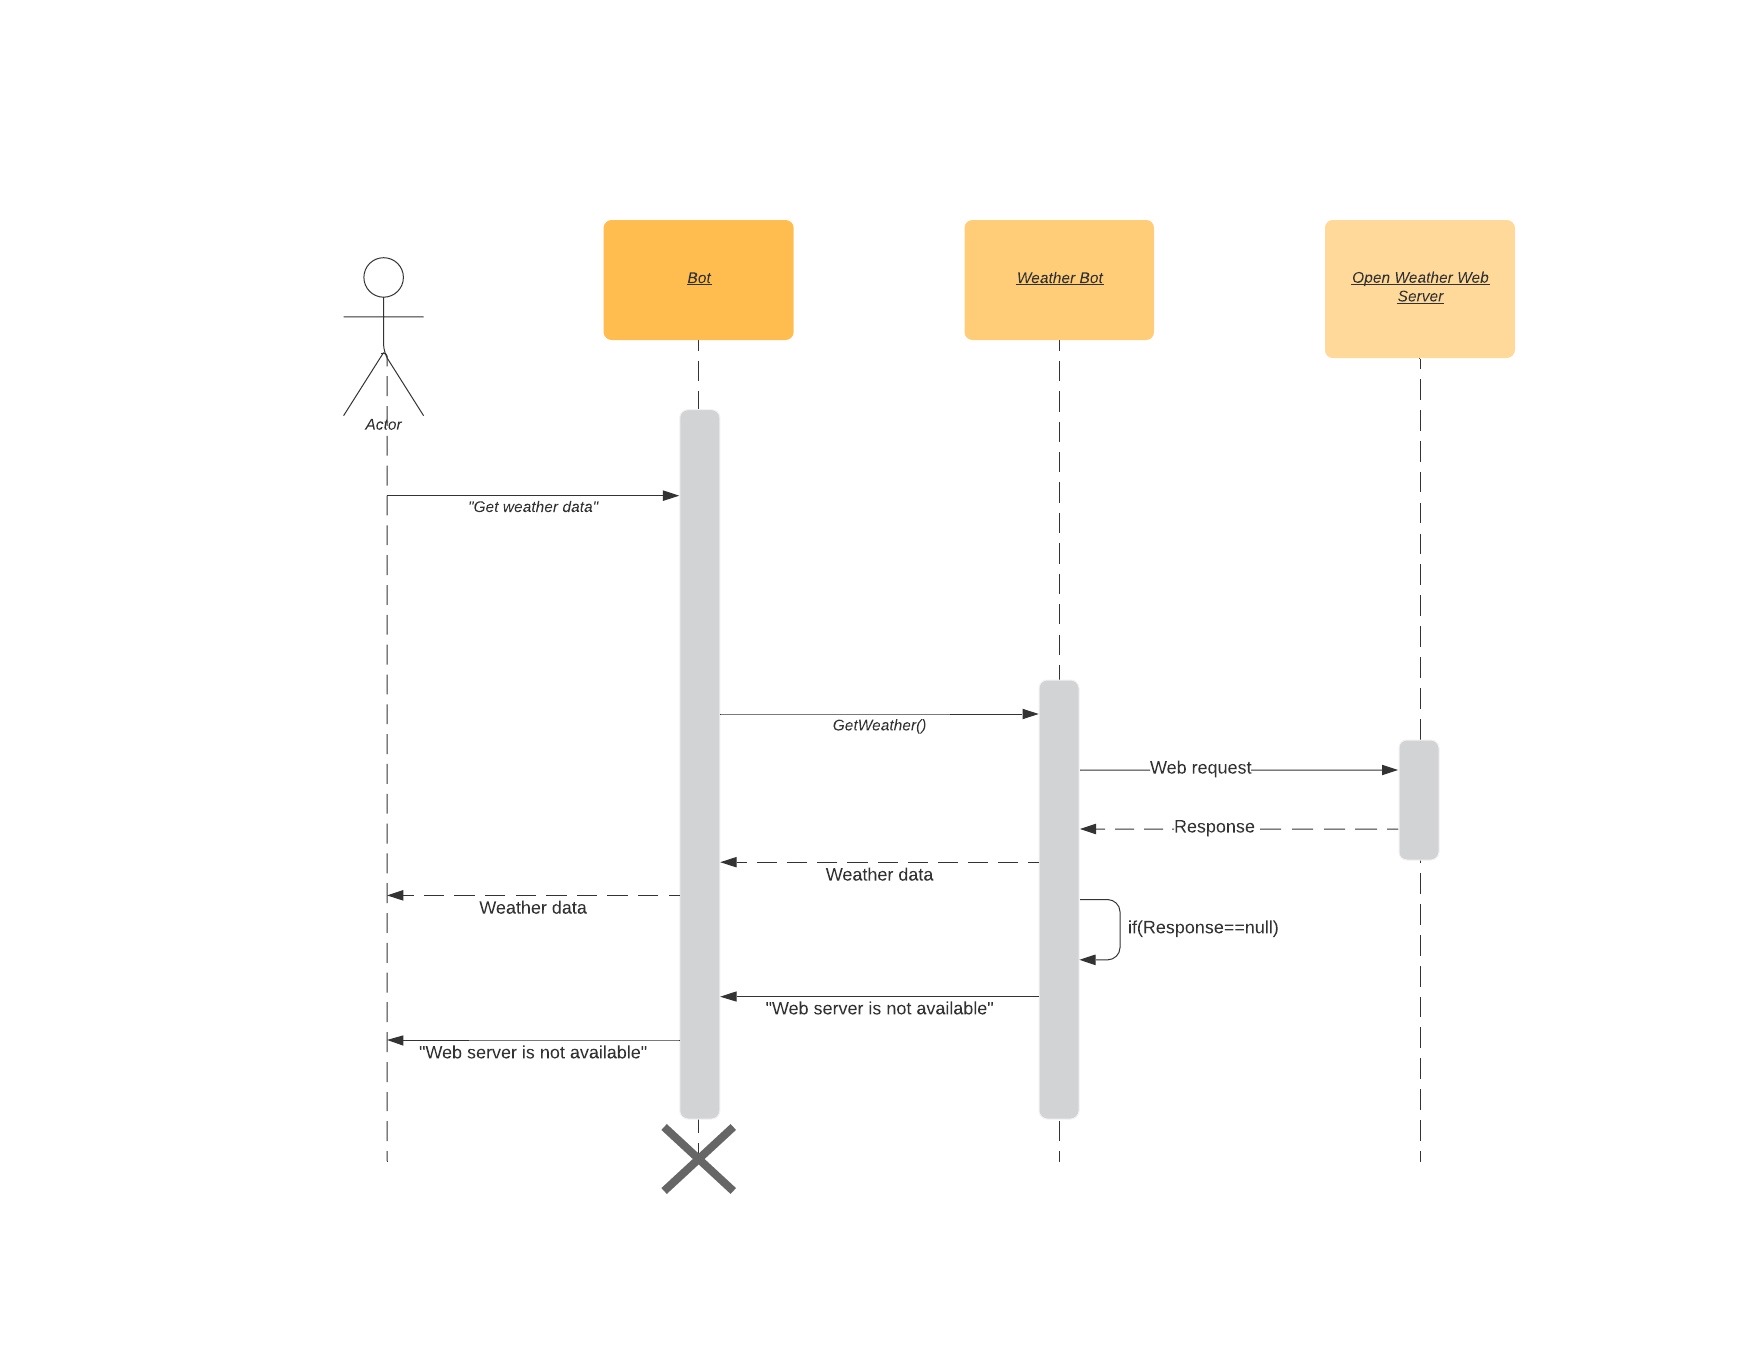 Bot
Weather Bot
Open Weather Web
Server
Actor
"Get weather data"
GetWeather()
Web request
Response
Weather data
Weather data
if(Response==null)
"Web server is not available"
"Web server is not available"